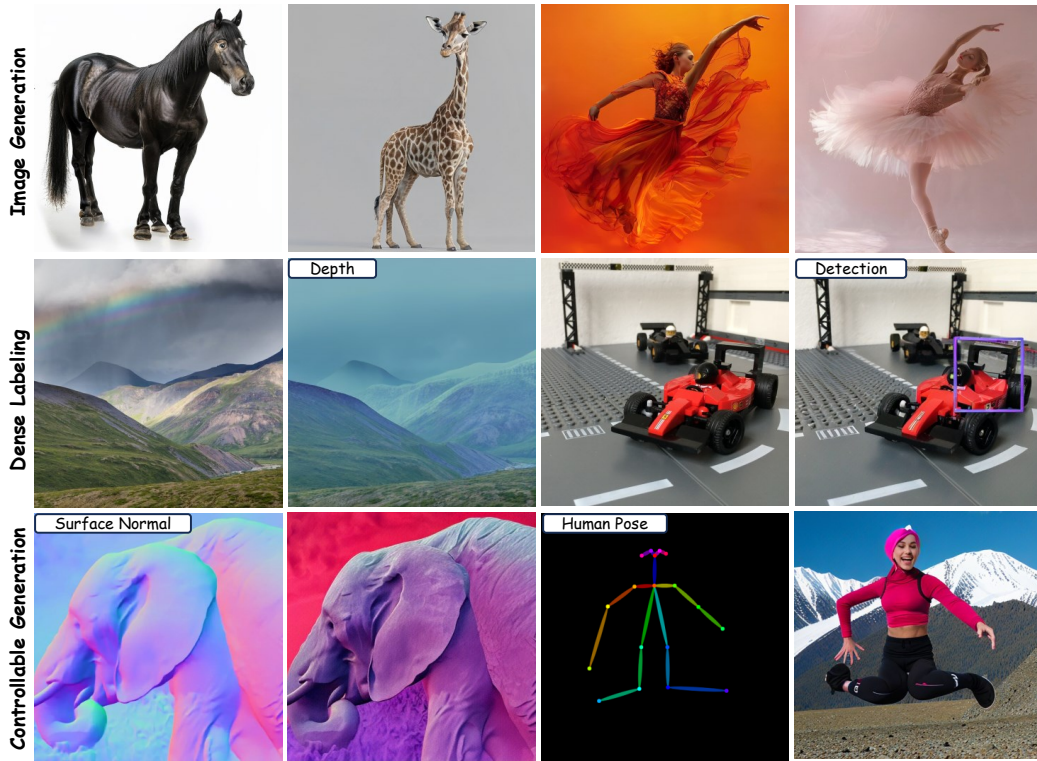 Image Generation
Dense Labeling
Depth
Detection
Controllable Generation
Surface Normal
Human Pose